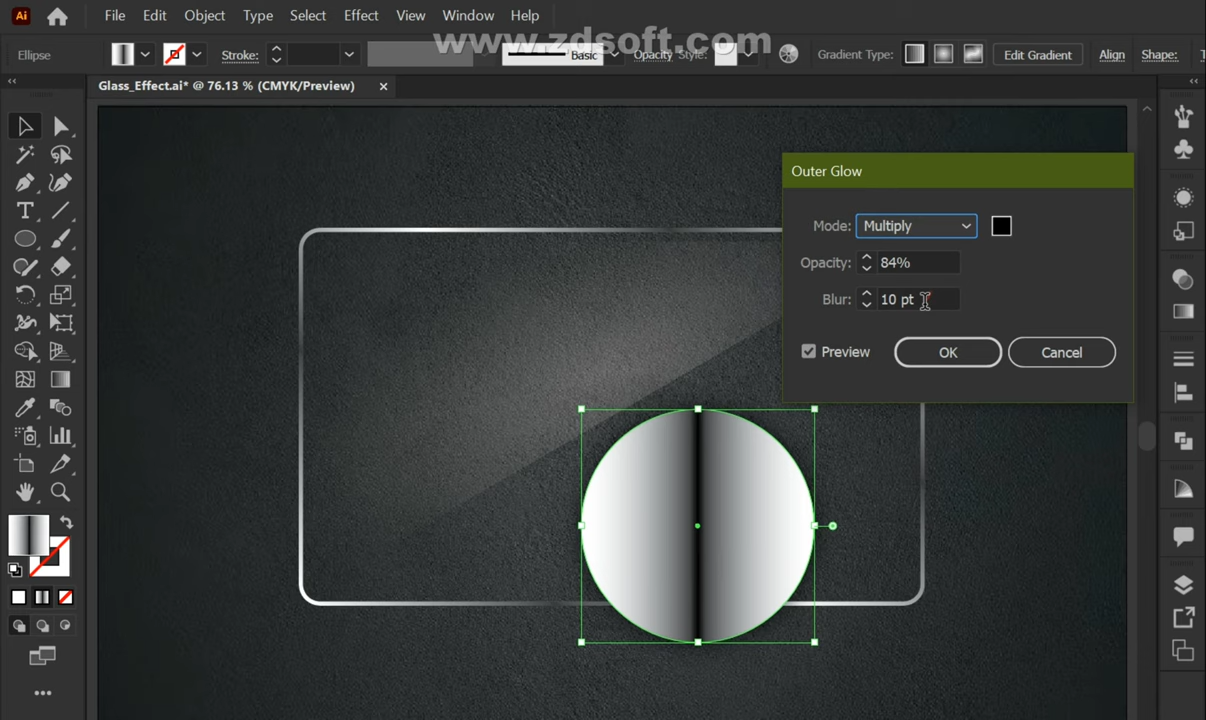 Ai
File Edit Object Type Select Effect View Window Help
www.zdsoft.com
Ellipse Stroke: Basic Opacity Style: Gradient Type: Edit Gradient Align Shape:
Glass_Effect.ai* @ 76.13 % (CMYK/Preview) ×
Outer Glow
Mode: Multiply
Opacity: 84%
Blur: 10 pt
Preview OK Cancel